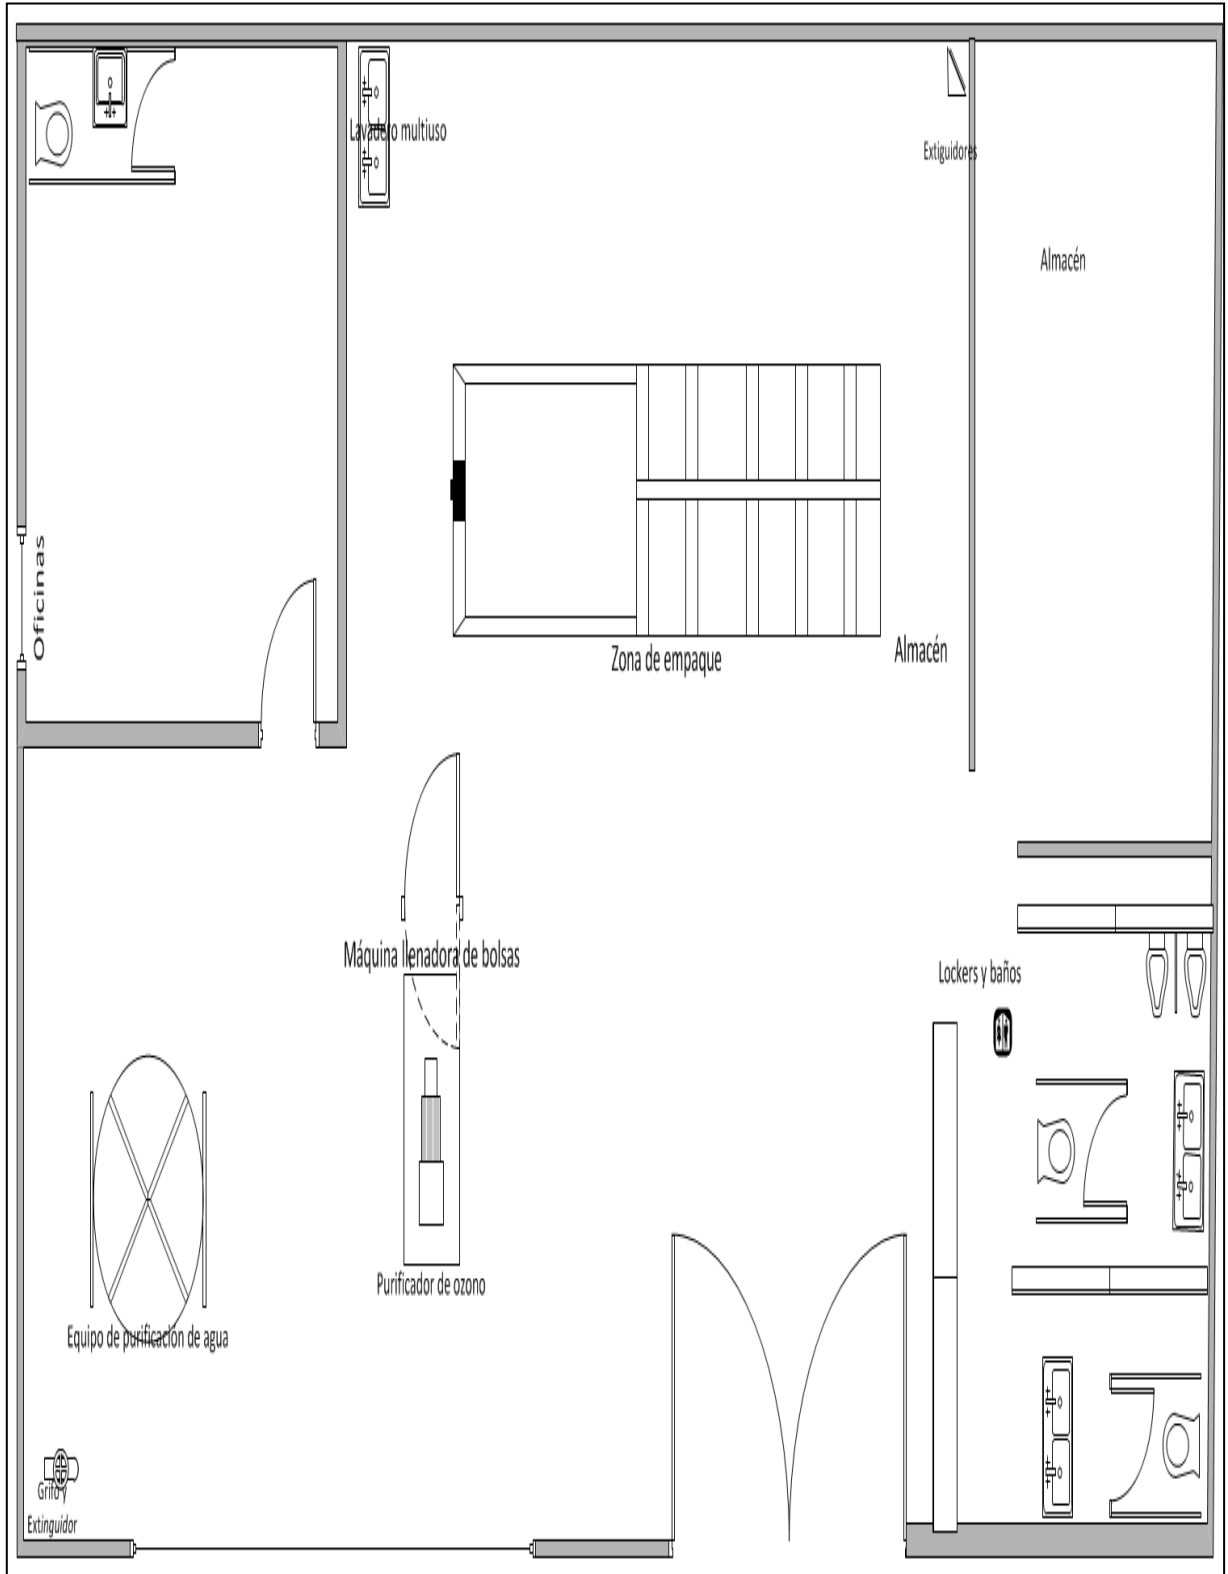 Lavadero multiuso
Extiguidores
Almacén
Oficinas
Zona de empaque
Almacén
Máquina llenadora de bolsas
Lockers y baños
Purificador de ozono
Equipo de purificación de agua
Grifo y
Extinguidor